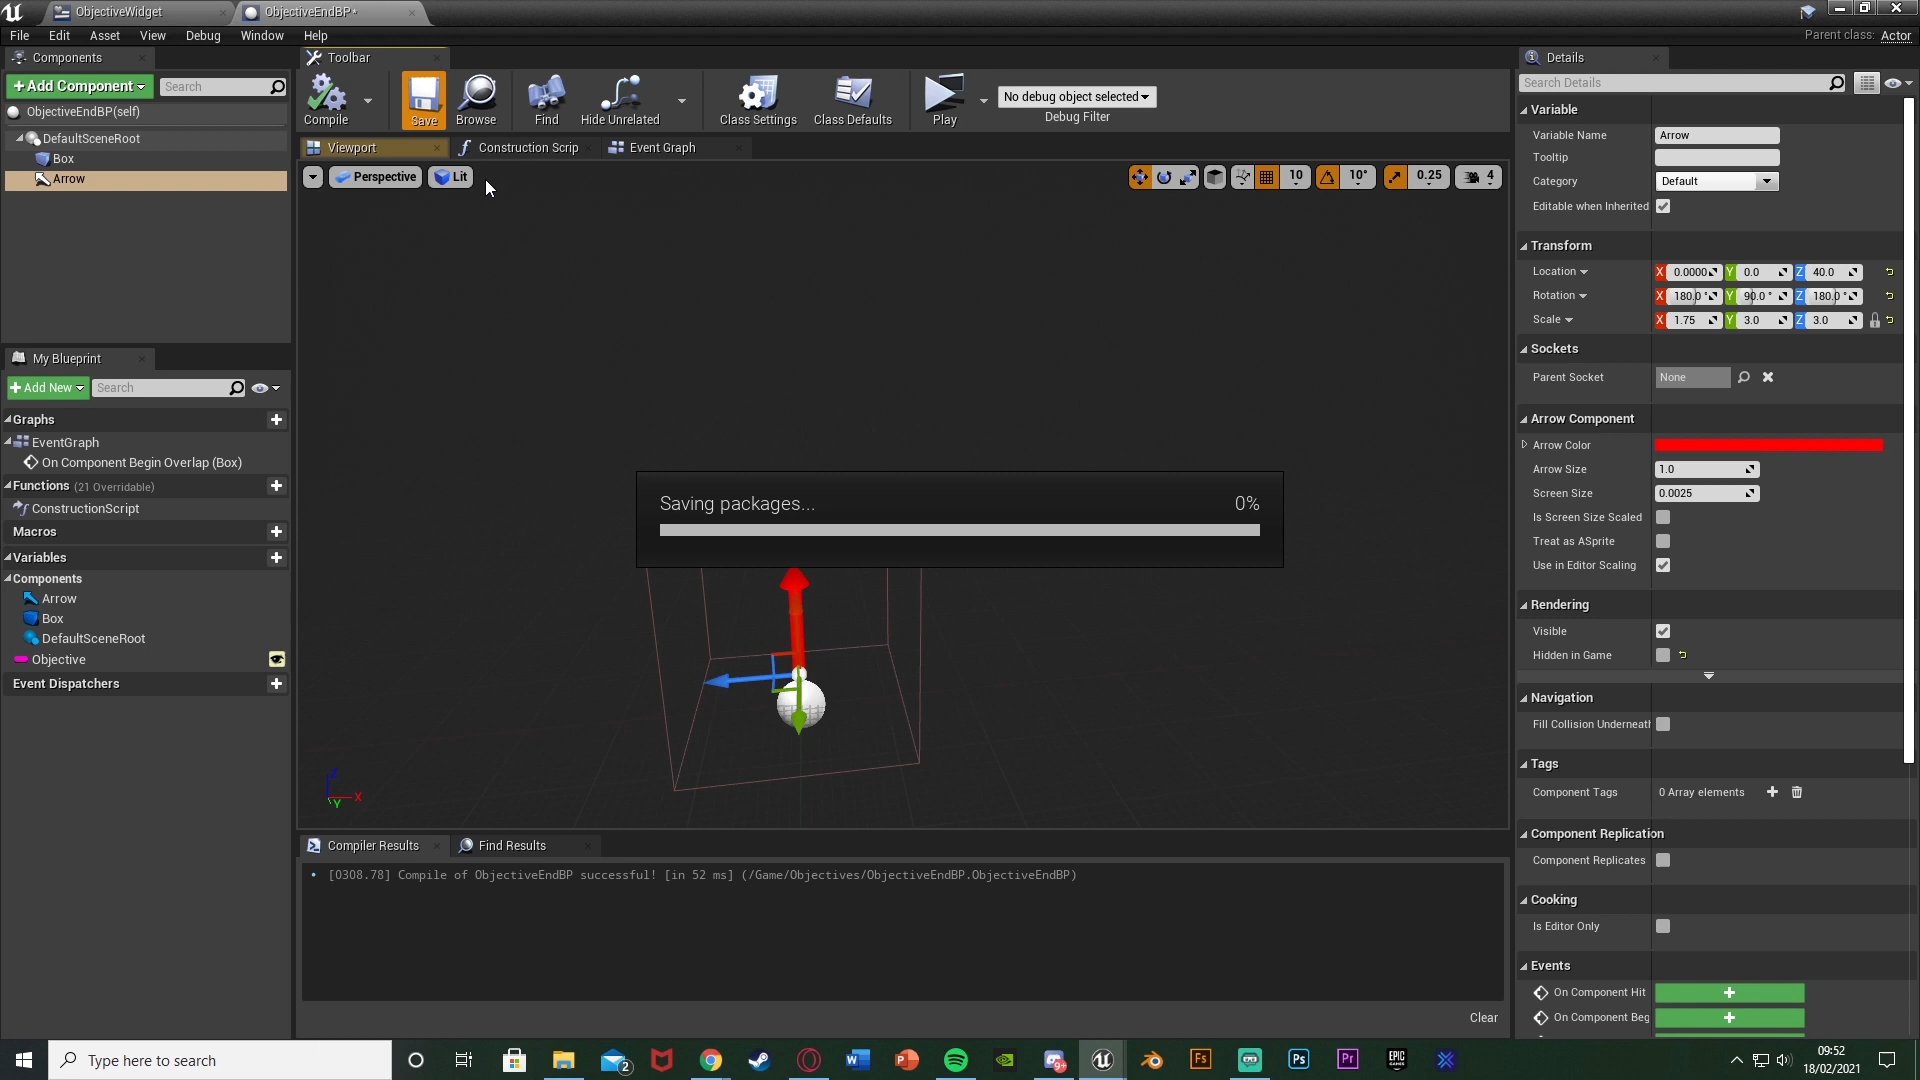 ObjectiveWidget
ObjectiveEndBP*
File Edit Asset View Debug Window Help
Parent class: Actor
Components
+Add Component
Search
ObjectiveEndBP(self)
DefaultSceneRoot
Box
Arrow
My Blueprint
+Add New
Search
Graphs
EventGraph
On Component Begin Overlap (Box)
Functions (21 Overridable)
ConstructionScript
Macros
Variables
Components
Arrow
Box
DefaultSceneRoot
Objective
Event Dispatchers
Toolbar
Compile
Save
Browse
Find
Hide Unrelated
Class Settings
Class Defaults
Play
No debug object selected
Debug Filter
Viewport
Construction Scrip
Event Graph
Perspective
Lit
10
10°
0.25
4
Saving packages...
0%
X
Y
Z
Compiler Results
Find Results
[0308.78] Compile of ObjectiveEndBP successful! [in 52 ms] (/Game/Objectives/ObjectiveEndBP.ObjectiveEndBP)
Clear
Details
Search Details
Variable
Variable Name Arrow
Tooltip
Category Default
Editable when Inherited
Transform
Location X 0.0000 Y 0.0 Z 40.0
Rotation X 180.0 ° Y 90.0 ° Z 180.0 °
Scale X 1.75 Y 3.0 Z 3.0
Sockets
Parent Socket None
Arrow Component
Arrow Color
Arrow Size 1.0
Screen Size 0.0025
Is Screen Size Scaled
Treat as ASprite
Use in Editor Scaling
Rendering
Visible
Hidden in Game
Navigation
Fill Collision Underneat
Tags
Component Tags 0 Array elements
Component Replication
Component Replicates
Cooking
Is Editor Only
Events
On Component Hit
On Component Beg
Type here to search
2
9+
Fs
Ps
Pr
EPIC GAMES
09:52
18/02/2021